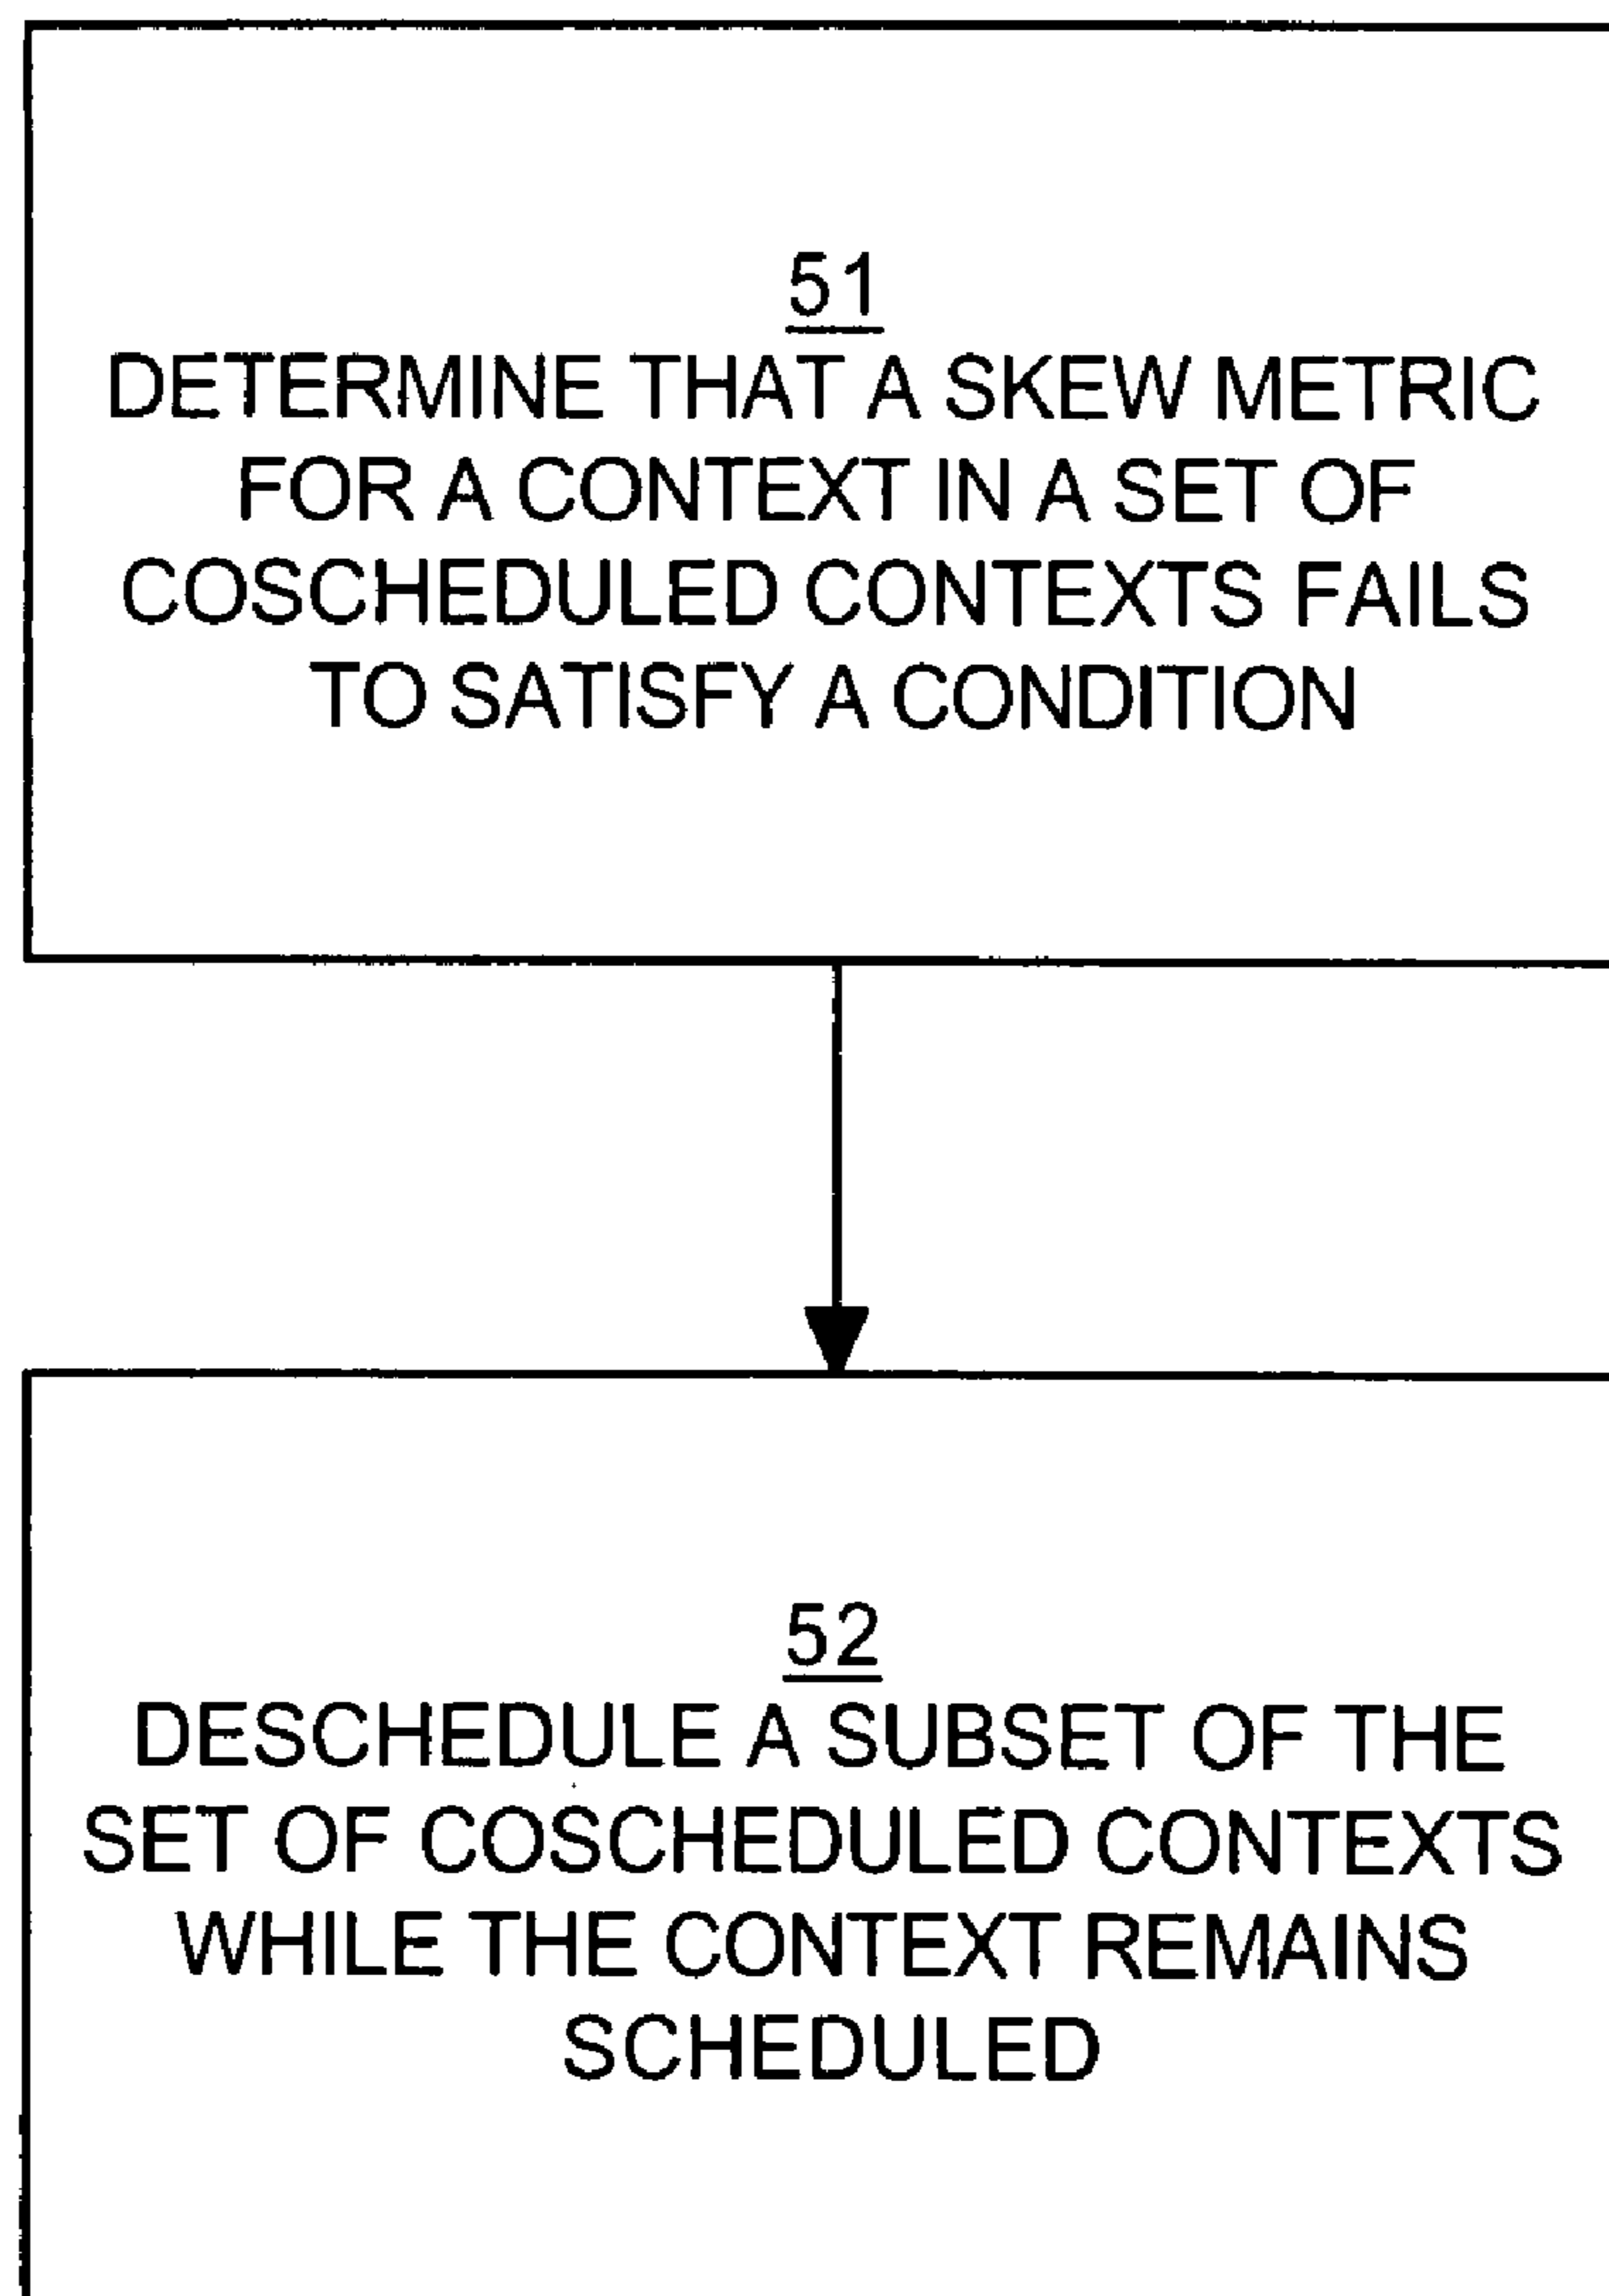 51
DETERMINE THAT A SKEW METRIC
FOR A CONTEXT IN A SET OF
COSCHEDULED CONTEXTS FAILS
TO SATISFY A CONDITION
52
DESCHEDULE A SUBSET OF THE
SET OF COSCHEDULED CONTEXTS
WHILE THE CONTEXT REMAINS
SCHEDULED